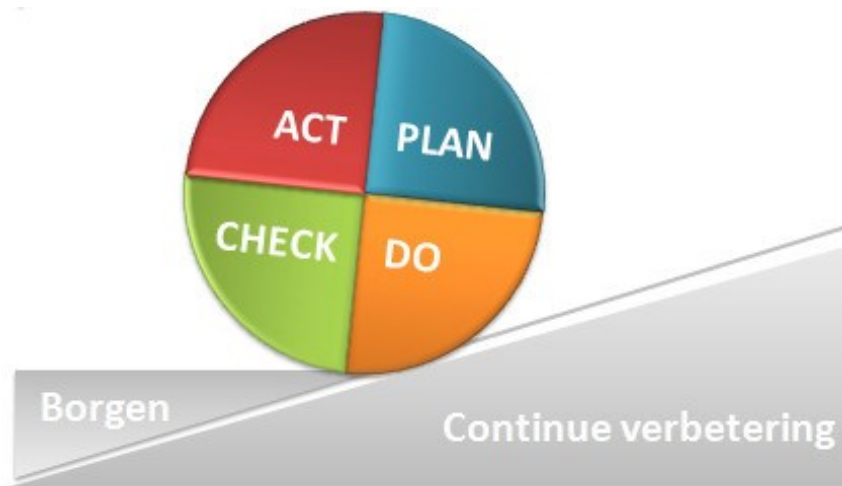 ACT
PLAN
CHECK
DO
Borgen
Continue verbetering